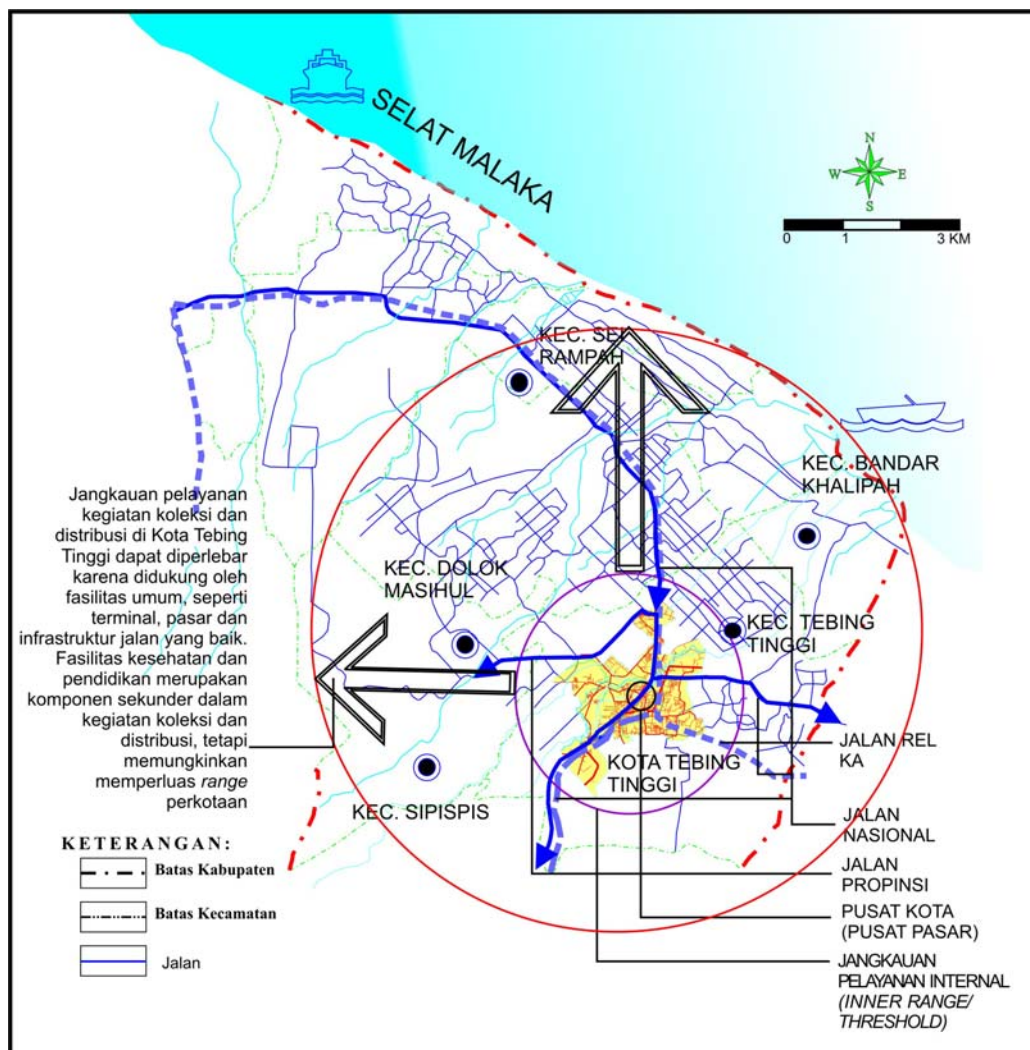 SELAT MALAKA
N
W E
S
0 1 3 KM
KEC. SEI
RAMPAH
KEC. BANDAR
KHALIPAH
Jangkauan pelayanan
kegiatan koleksi dan
distribusi di Kota Tebing
Tinggi dapat diperlebar
karena didukung oleh
fasilitas umum, seperti
terminal, pasar dan
infrastruktur jalan yang baik.
Fasilitas kesehatan dan
pendidikan merupakan
komponen sekunder dalam
kegiatan koleksi dan
distribusi, tetapi
memungkinkan
memperluas range
perkotaan
KEC. DOLOK
MASIHUL
KEC. TEBING
TINGGI
KOTA TEBING
TINGGI
KEC. SIPISPIS
JALAN REL
KA
JALAN
NASIONAL
JALAN
PROPINSI
PUSAT KOTA
(PUSAT PASAR)
JANGKAUAN
PELAYANAN INTERNAL
(INNER RANGE/
THRESHOLD)
KETERANGAN:
Batas Kabupaten
Batas Kecamatan
Jalan